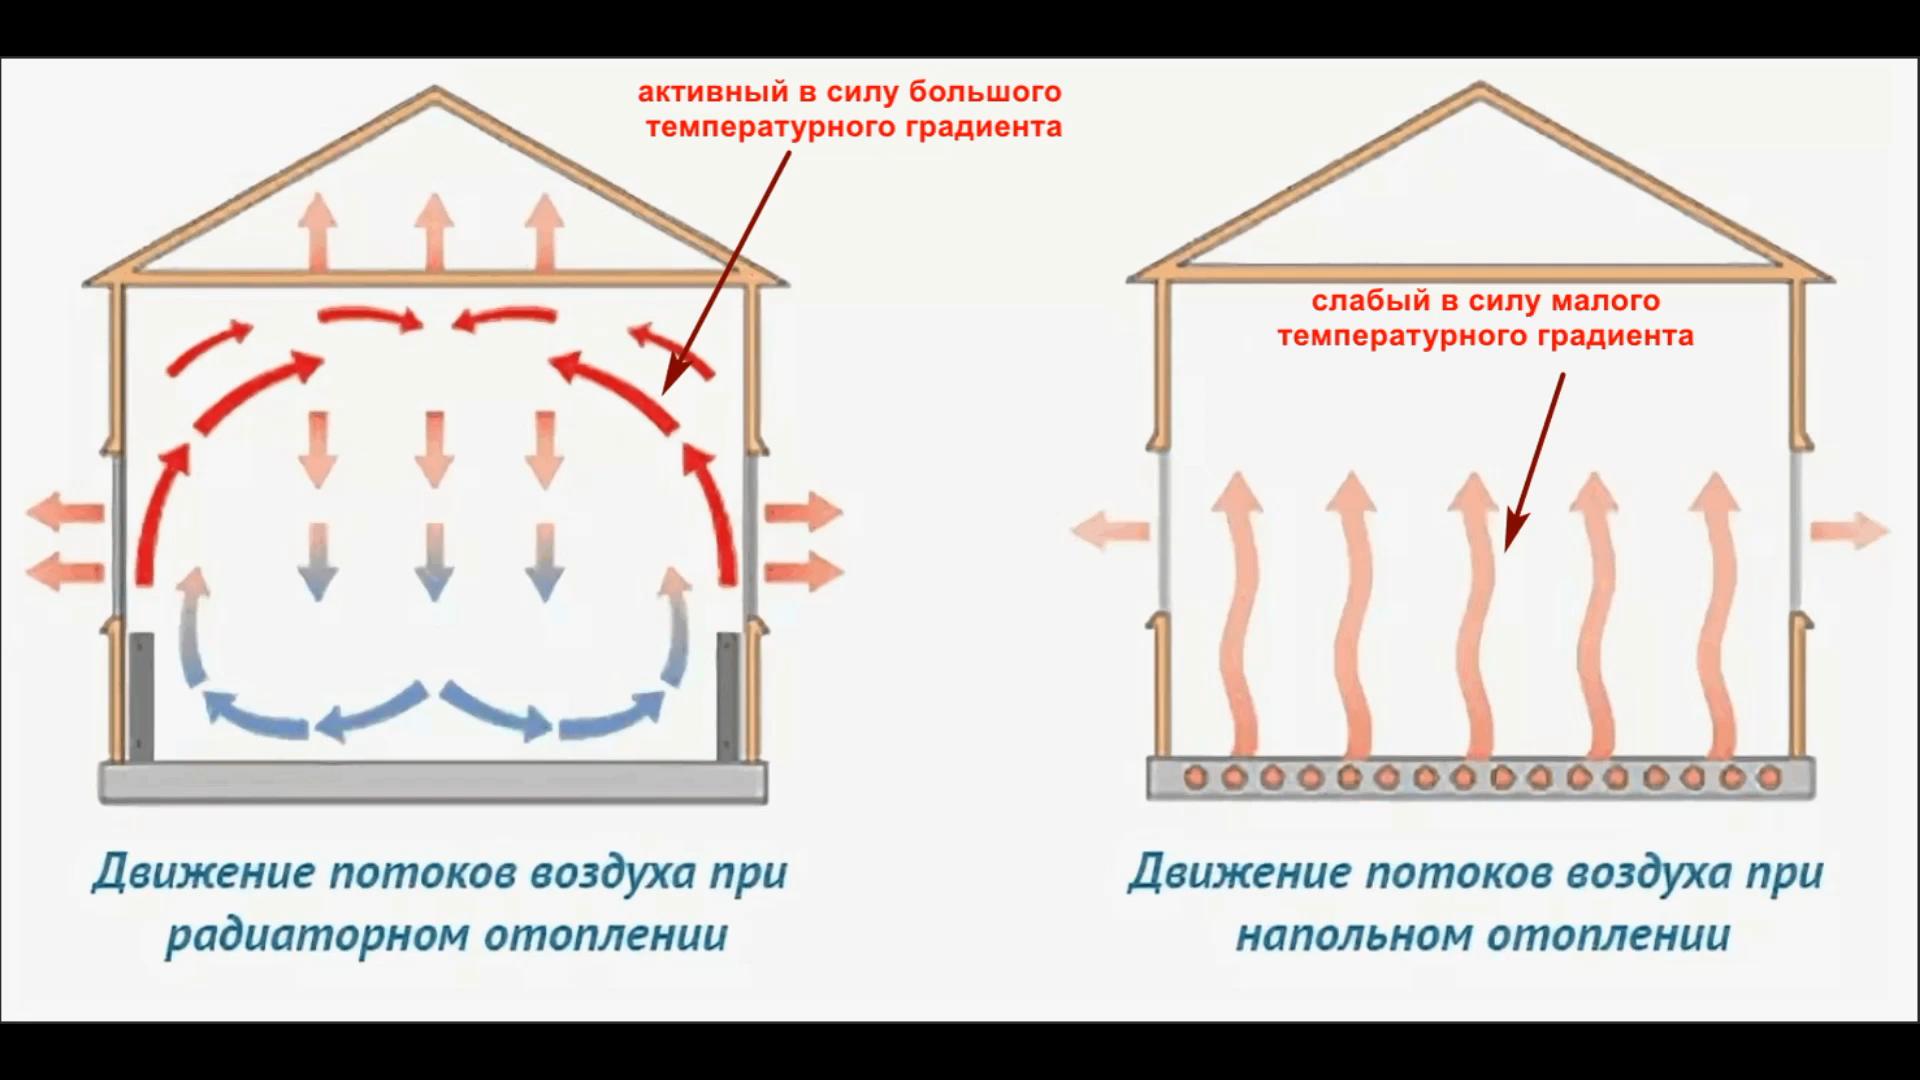 активный в силу большого
температурного градиента
слабый в силу малого
температурного градиента
Движение потоков воздуха при
радиаторном отоплении
Движение потоков воздуха при
напольном отоплении